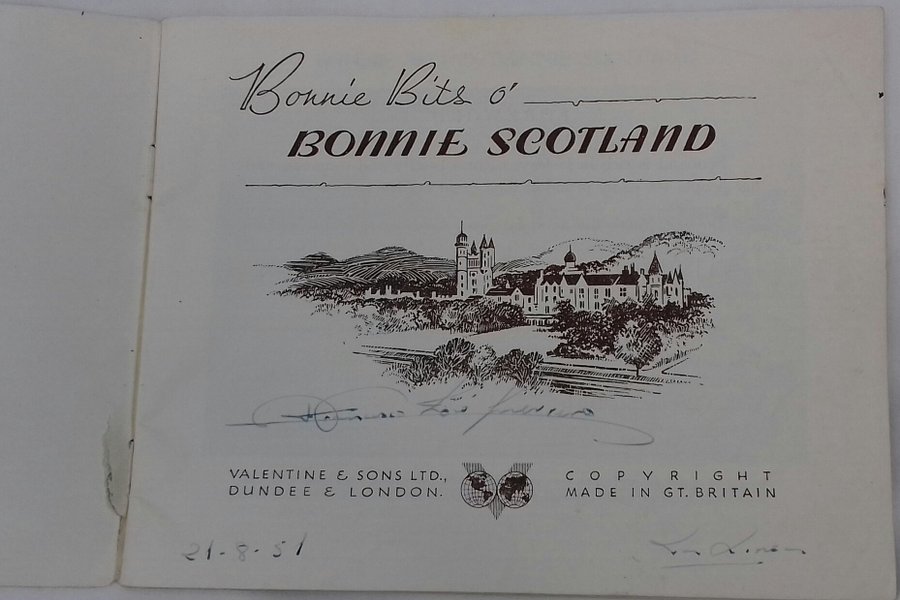 Bonnie Bits o'
BONNIE SCOTLAND
VALENTINE & SONS LTD.,
DUNDEE & LONDON.
COPYRIGHT
MADE IN GT. BRITAIN
21-8-51